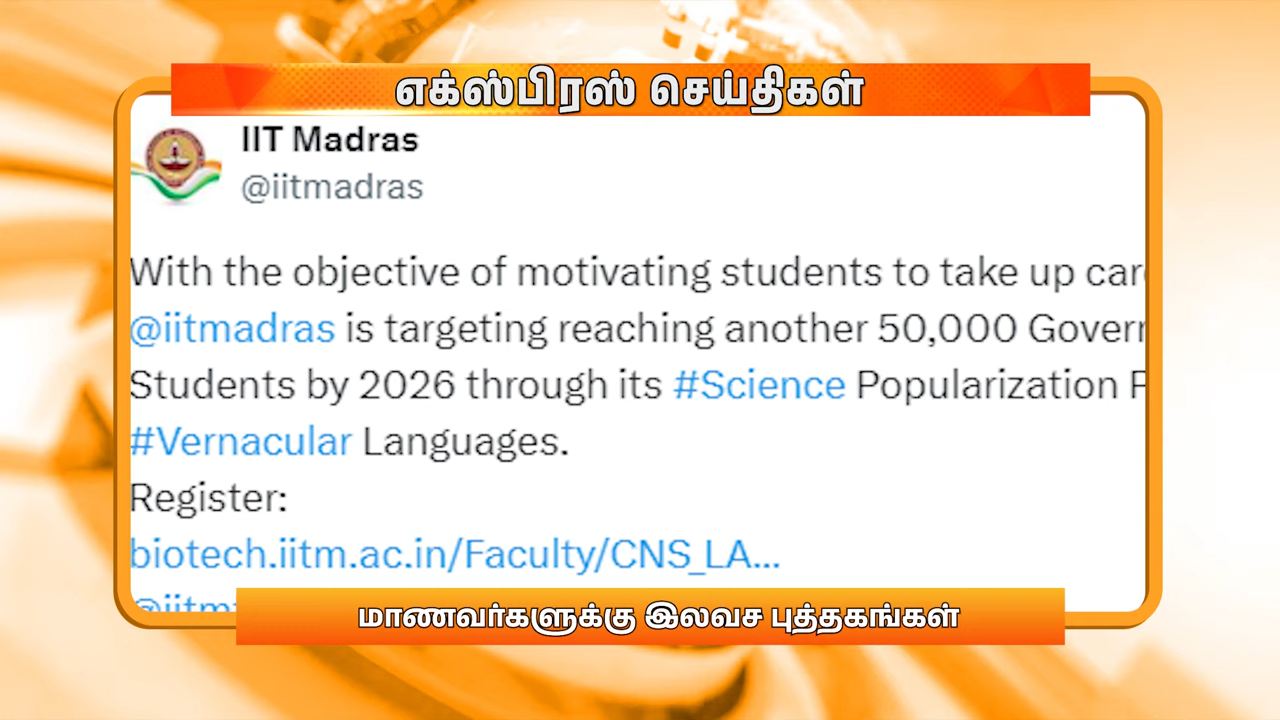 எக்ஸ்பிரஸ் செய்திகள்
IIT Madras
@iitmadras
With the objective of motivating students to take up
@iitmadras is targeting reaching another 50,000
Students by 2026 through its #Science Popularization
#Vernacular Languages.
Register:
biotech.iitm.ac.in/Faculty/CNS_LA...
மாணவர்களுக்கு இலவச புத்தகங்கள்